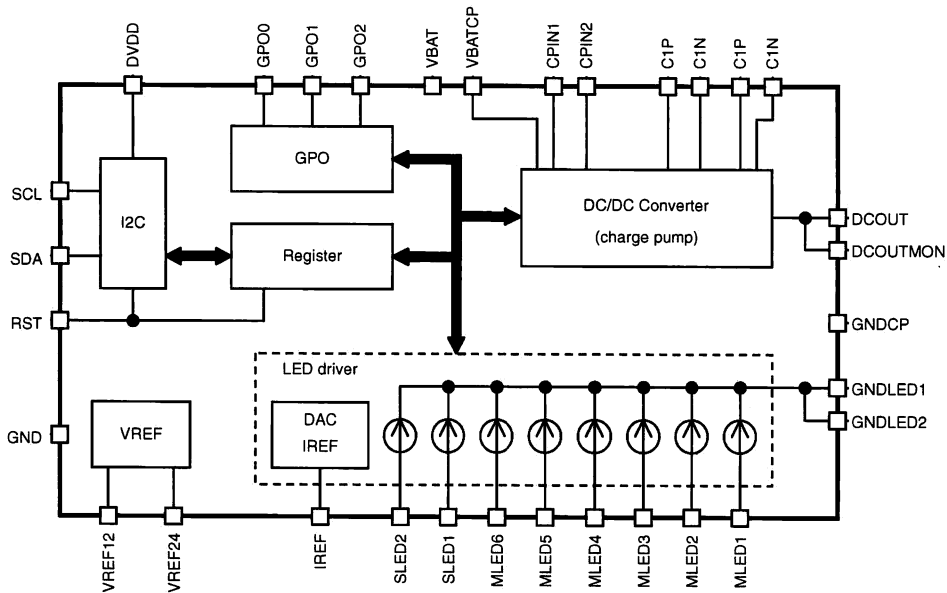 DVDD
GPO0
GPO1
GPO2
VBAT
VBATCP
CPIN1
CPIN2
C1P
C1N
C1P
C1N
SCL
SDA
RST
GND
I2C
GPO
Register
DC/DC Converter
(charge pump)
DCOUT
DCOUTMON
GNDCP
GNDLED1
GNDLED2
LED driver
DAC
IREF
VREF
VREF12
VREF24
IREF
SLED2
SLED1
MLED6
MLED5
MLED4
MLED3
MLED2
MLED1